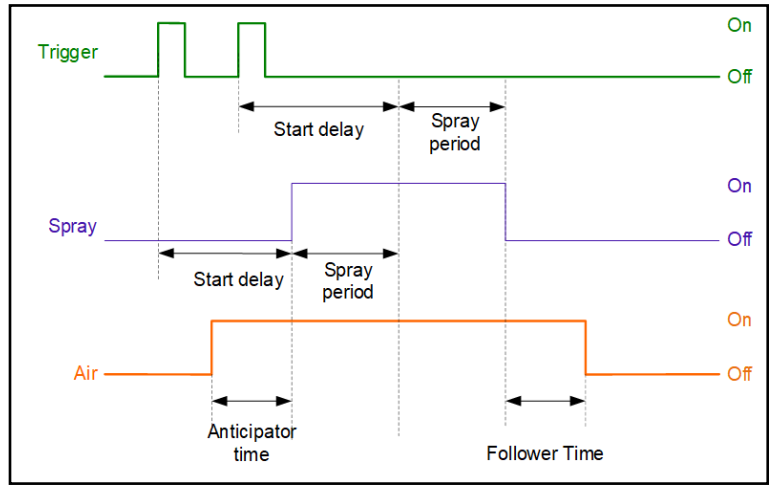 On
Trigger
Off
Start delay
Spray
period
On
Spray
Off
Start delay
Spray
period
On
Air
Off
Anticipator
time
Follower Time